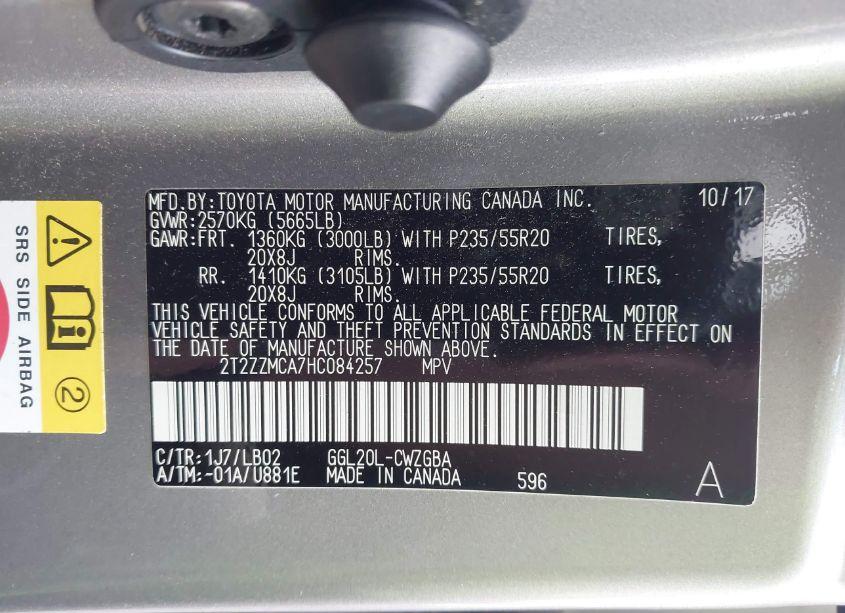 MFD.BY:TOYOTA MOTOR MANUFACTURING CANADA INC. 10/17
GVWR:2570KG (5665LB)
GAWR:FRT. 1360KG (3000LB) WITH P235/55R20 TIRES,
20X8J RIMS.
RR. 1410KG (3105LB) WITH P235/55R20 TIRES,
20X8J RIMS.
THIS VEHICLE CONFORMS TO ALL APPLICABLE FEDERAL MOTOR
VEHICLE SAFETY AND THEFT PREVENTION STANDARDS IN EFFECT ON
THE DATE OF MANUFACTURE SHOWN ABOVE.
2T2ZZMCA7HC084257 MPV
C/TR:1J7/LB02 GGL20L-CWZGBA
A/TM:-01A/U881E MADE IN CANADA 596 A
SRS SIDE AIRBAG
2